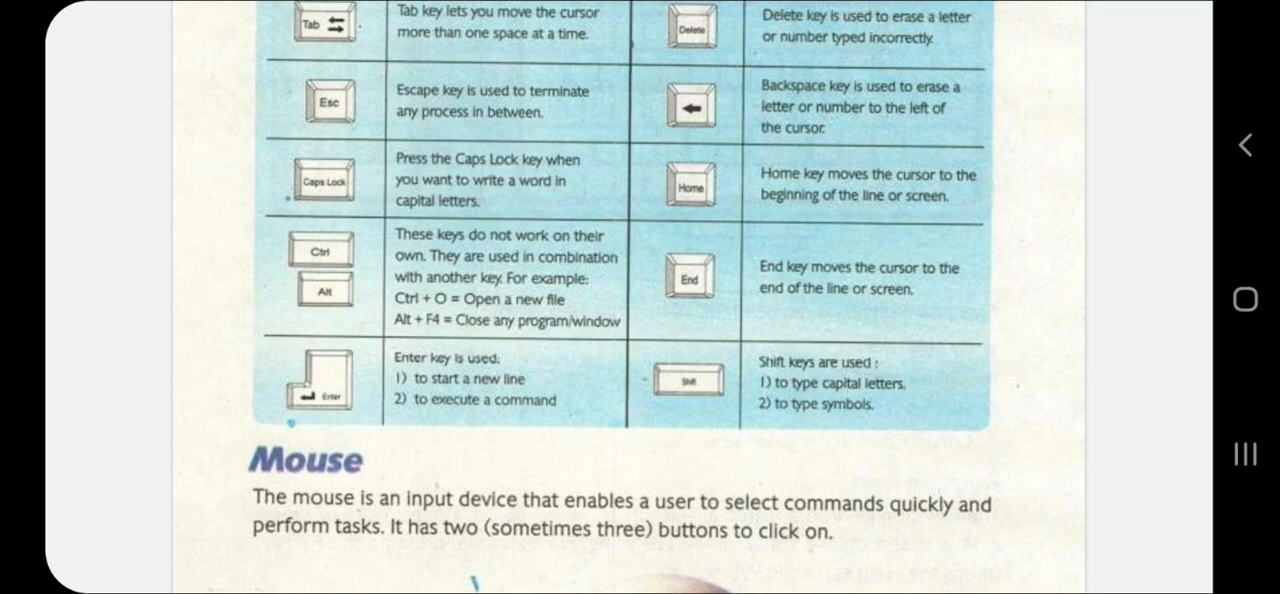 Tab
Tab key lets you move the cursor
more than one space at a time.
Delete
Delete key is used to erase a letter
or number typed incorrectly.
Esc
Escape key is used to terminate
any process in between.
Backspace key is used to erase a
letter or number to the left of
the cursor.
Caps Lock
Press the Caps Lock key when
you want to write a word in
capital letters.
Home
Home key moves the cursor to the
beginning of the line or screen.
Ctrl
Alt
These keys do not work on their
own. They are used in combination
with another key. For example:
Ctrl + O = Open a new file
Alt + F4 = Close any program/window
End
End key moves the cursor to the
end of the line or screen.
Enter
Enter key is used:
1) to start a new line
2) to execute a command
Shift
Shift keys are used :
1) to type capital letters.
2) to type symbols.
Mouse
The mouse is an input device that enables a user to select commands quickly and
perform tasks. It has two (sometimes three) buttons to click on.